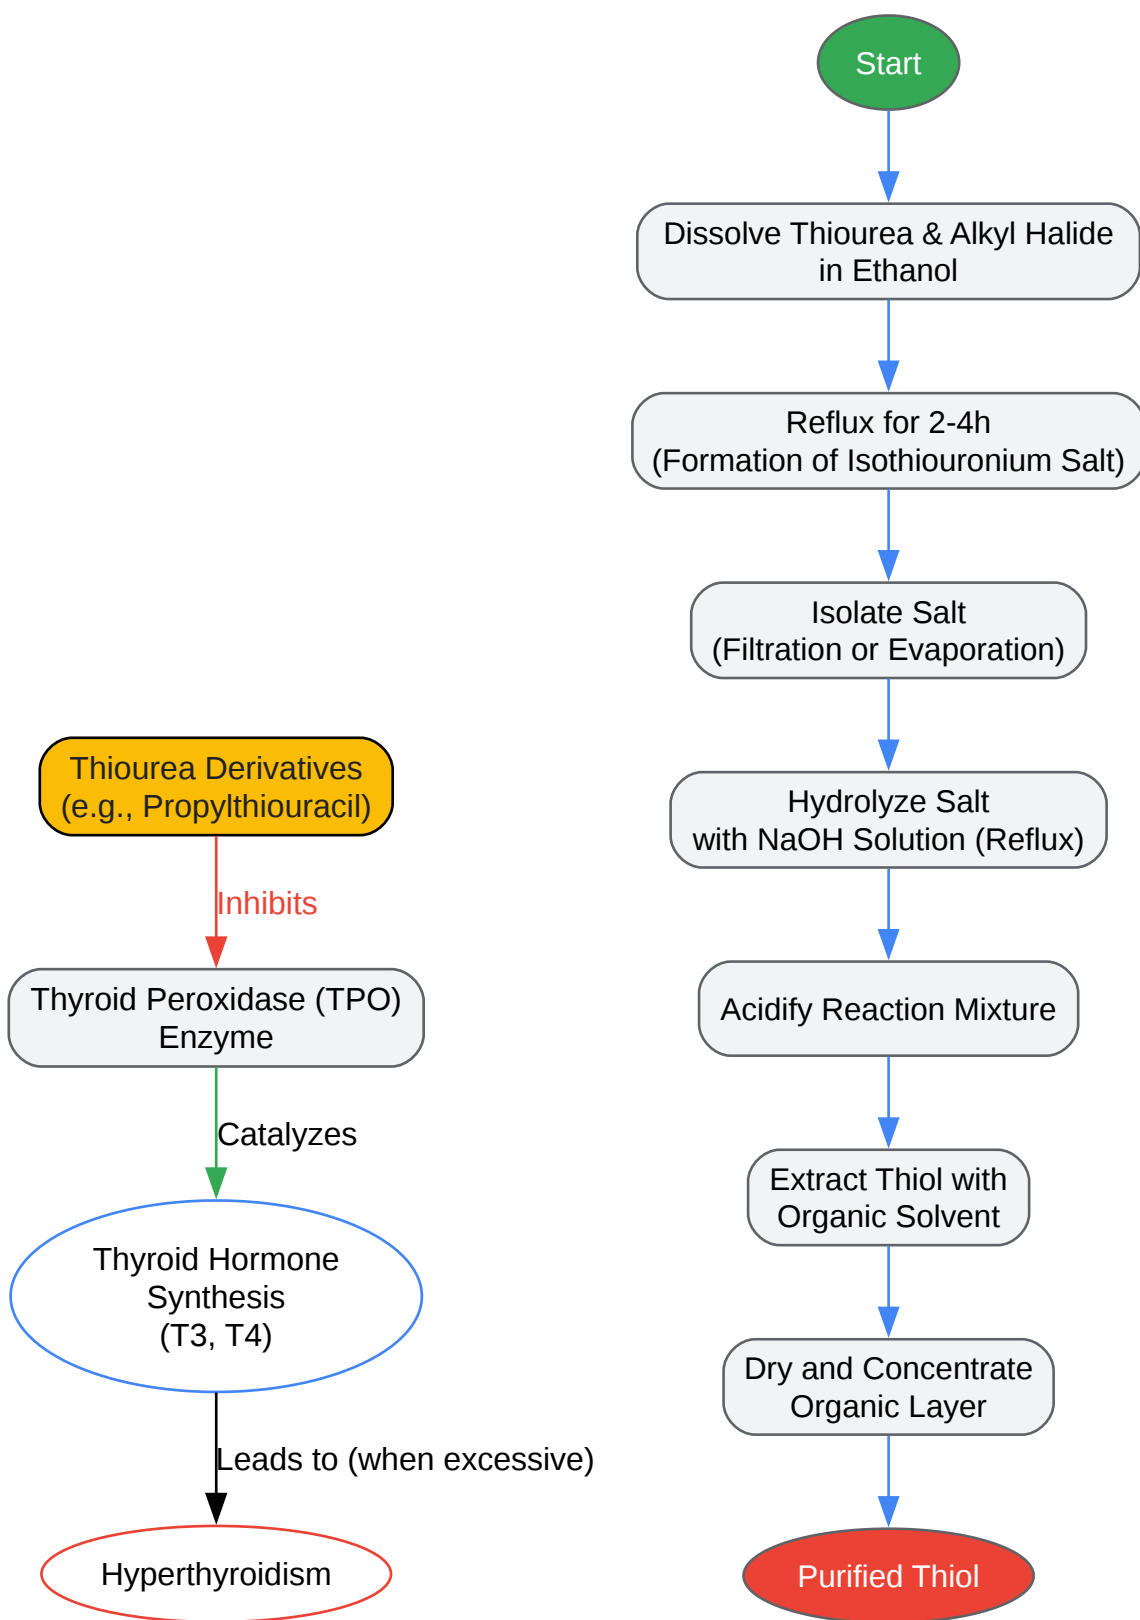 Start
Dissolve Thiourea & Alkyl Halide
in Ethanol
Reflux for 2-4h
(Formation of Isothiouronium Salt)
Isolate Salt
(Filtration or Evaporation)
Hydrolyze Salt
with NaOH Solution (Reflux)
Acidify Reaction Mixture
Extract Thiol with
Organic Solvent
Dry and Concentrate
Organic Layer
Purified Thiol
Thiourea Derivatives
(e.g., Propylthiouracil)
Inhibits
Thyroid Peroxidase (TPO)
Enzyme
Catalyzes
Thyroid Hormone
Synthesis
(T3, T4)
Leads to (when excessive)
Hyperthyroidism